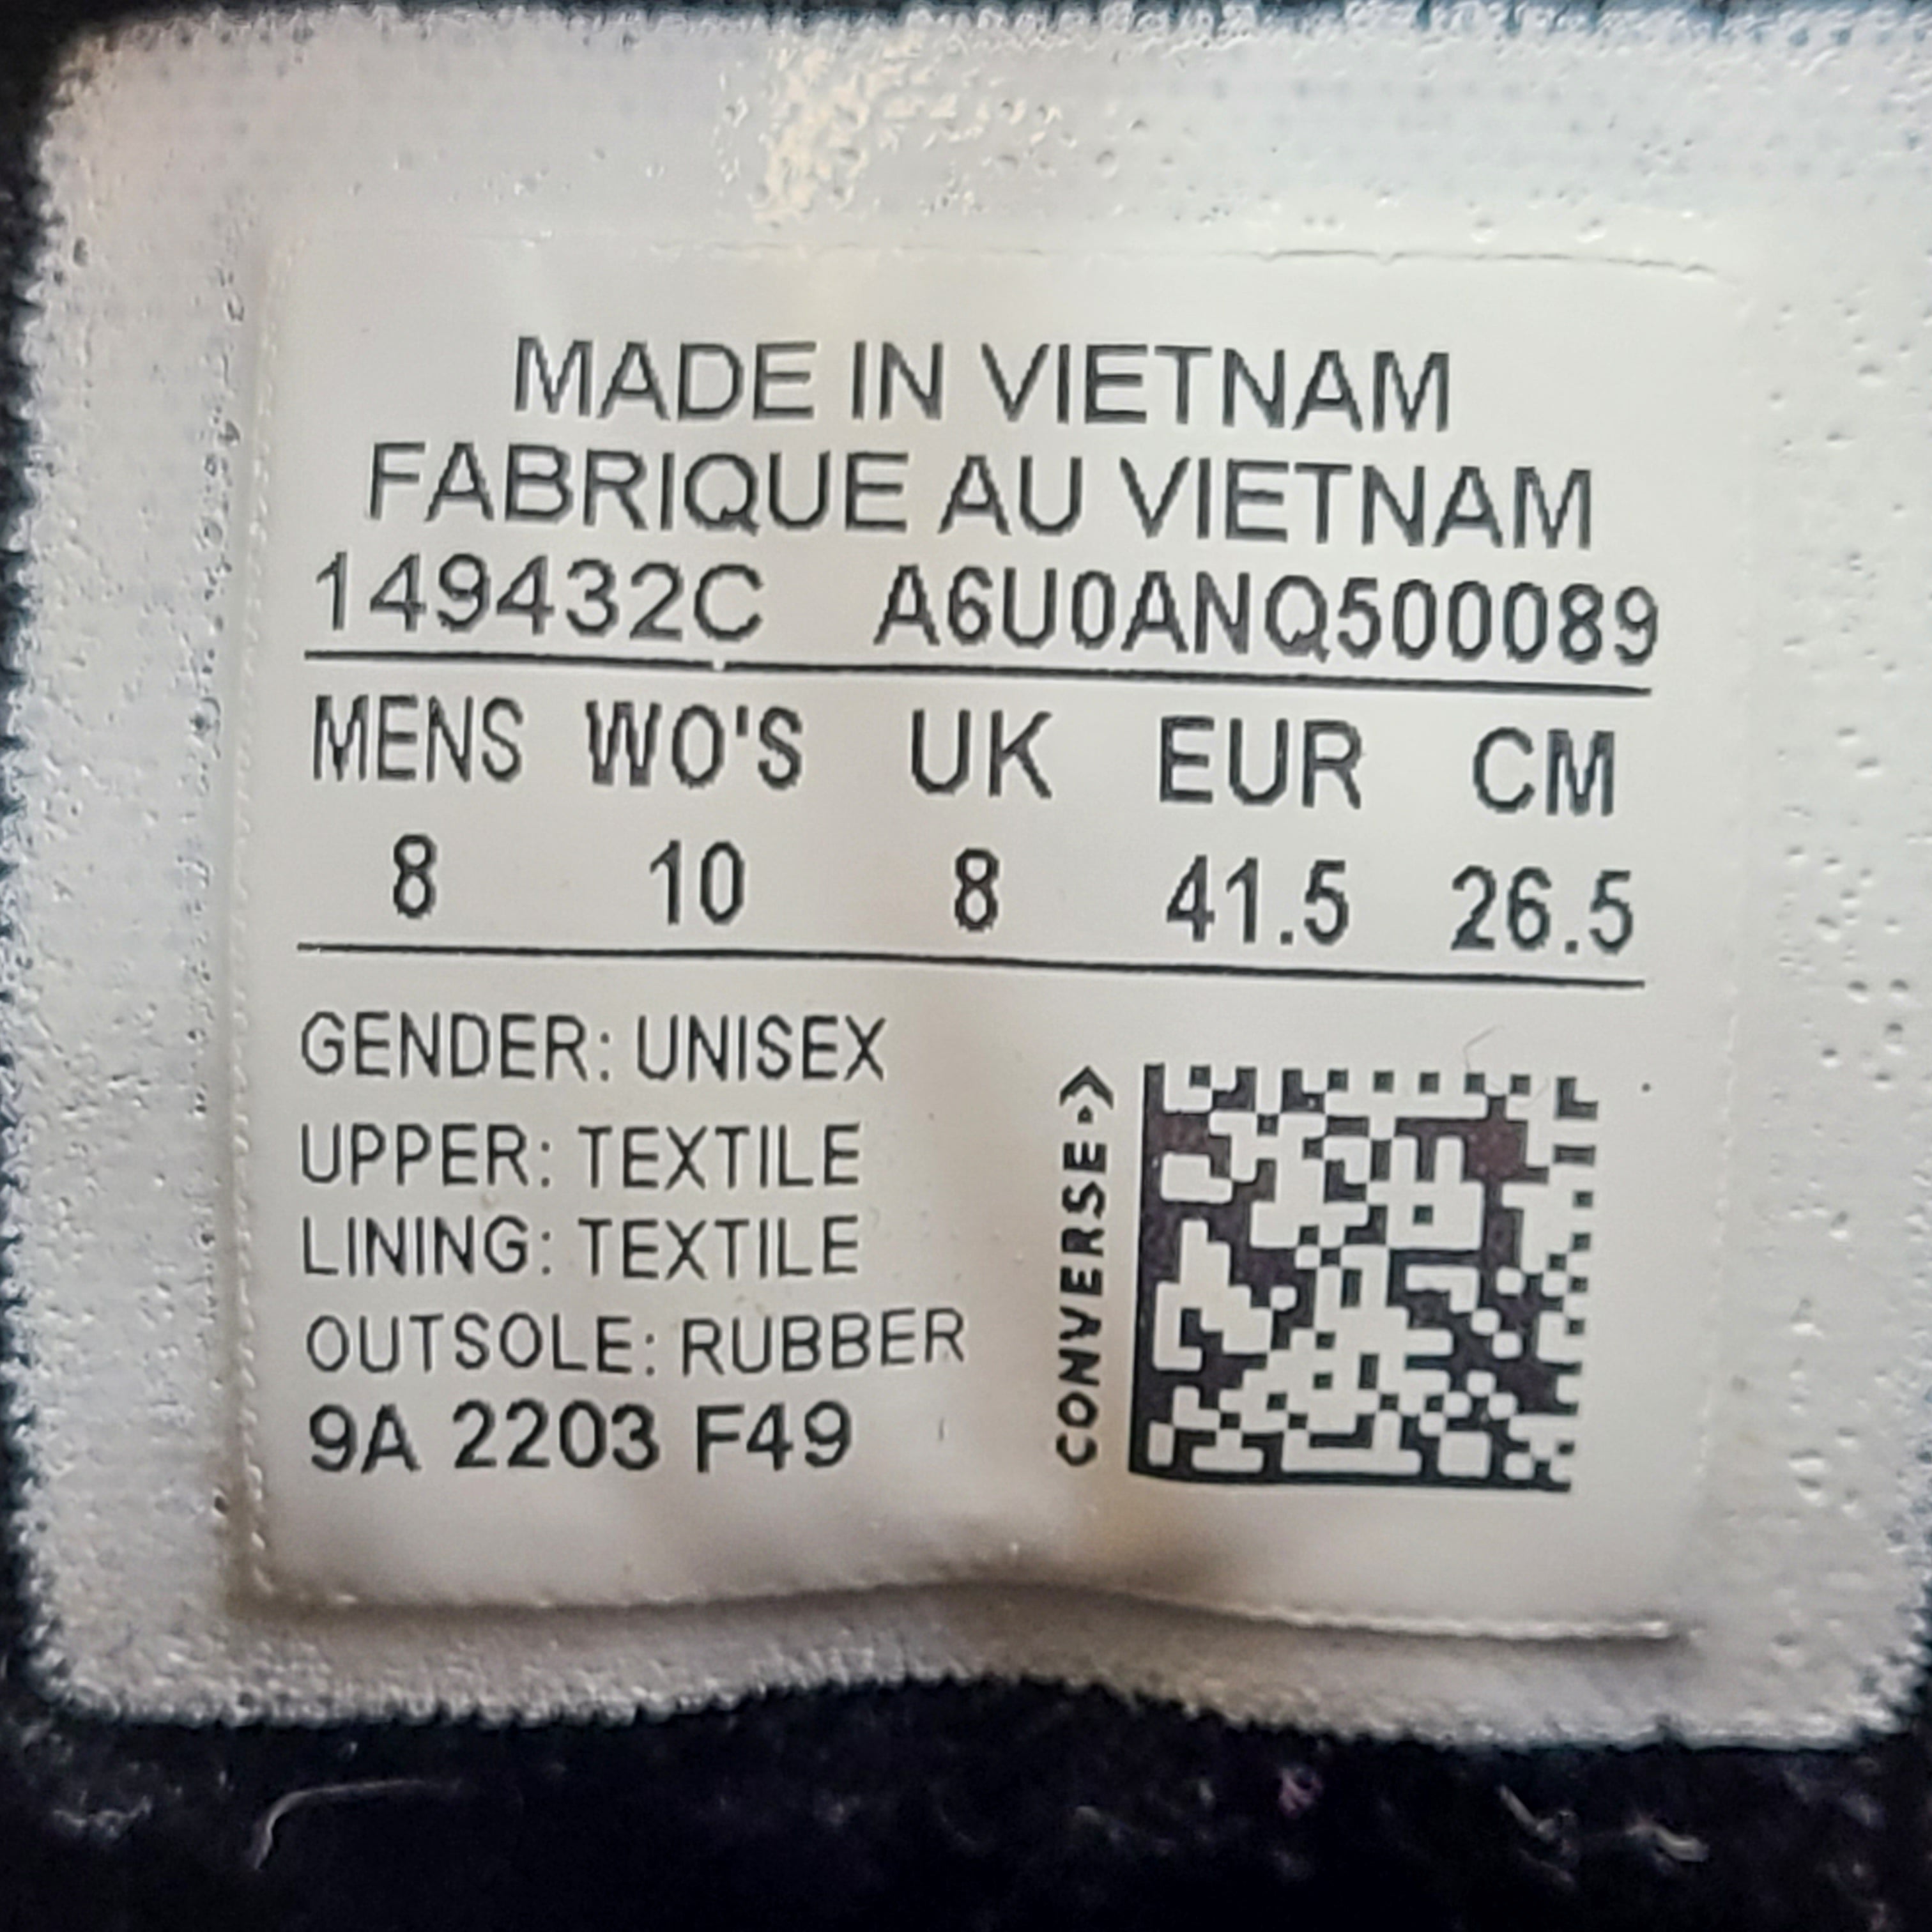 MADE IN VIETNAM
FABRIQUE AU VIETNAM
149432C A6U0ANQ500089
MENS WO'S UK EUR CM
8 10 8 41.5 26.5
GENDER: UNISEX
UPPER: TEXTILE
LINING: TEXTILE
OUTSOLE: RUBBER
9A 2203 F49
CONVERSE